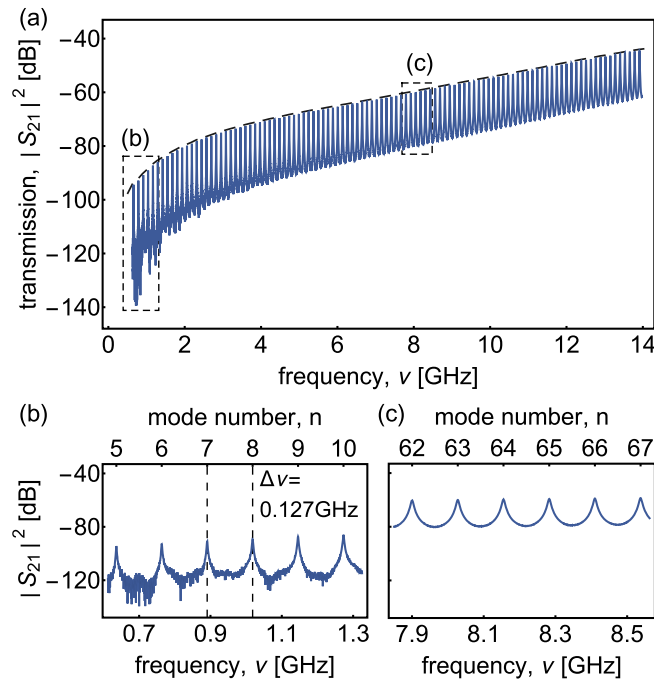 (a)
transmission, | S21 | ² [dB]
−40
−60
−80
−100
−120
−140
(b)
(c)
0 2 4 6 8 10 12 14
frequency, ν [GHz]
(b)
mode number, n
5 6 7 8 9 10
| S21 | ² [dB]
−40
−80
−120
Δν=
0.127GHz
0.7 0.9 1.1 1.3
frequency, ν [GHz]
(c)
mode number, n
62 63 64 65 66 67
7.9 8.1 8.3 8.5
frequency, ν [GHz]